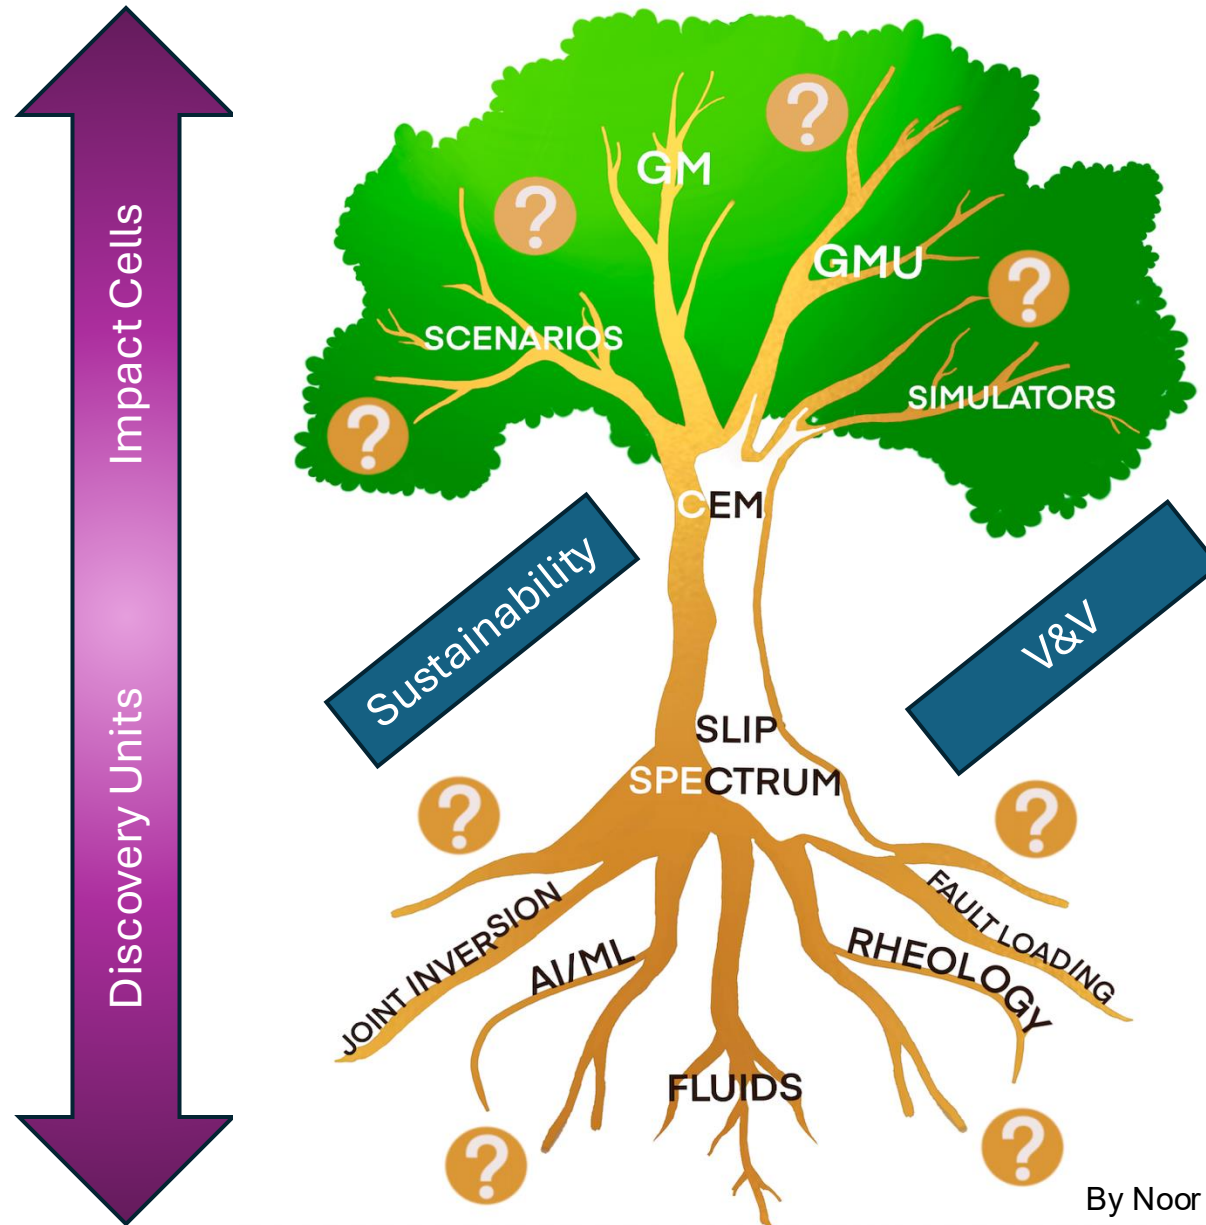 Impact Cells
Discovery Units
?
GM
?
GMU
?
SCENARIOS
SIMULATORS
?
CEM
Sustainability
V&V
SLIP
SPECTRUM
?
?
JOINT INVERSION
AI/ML
RHEOLOGY
FAULT LOADING
FLUIDS
?
?
By Noor